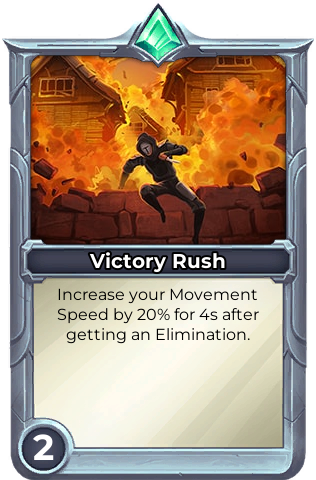 Victory Rush
Increase your Movement
Speed by 20% for 4s after
getting an Elimination.
2